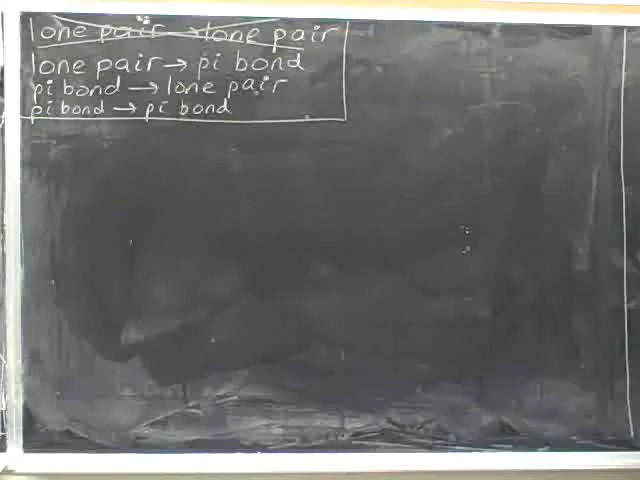 lone pair → lone pair
lone pair → pi bond
pi bond → lone pair
pi bond → pi bond